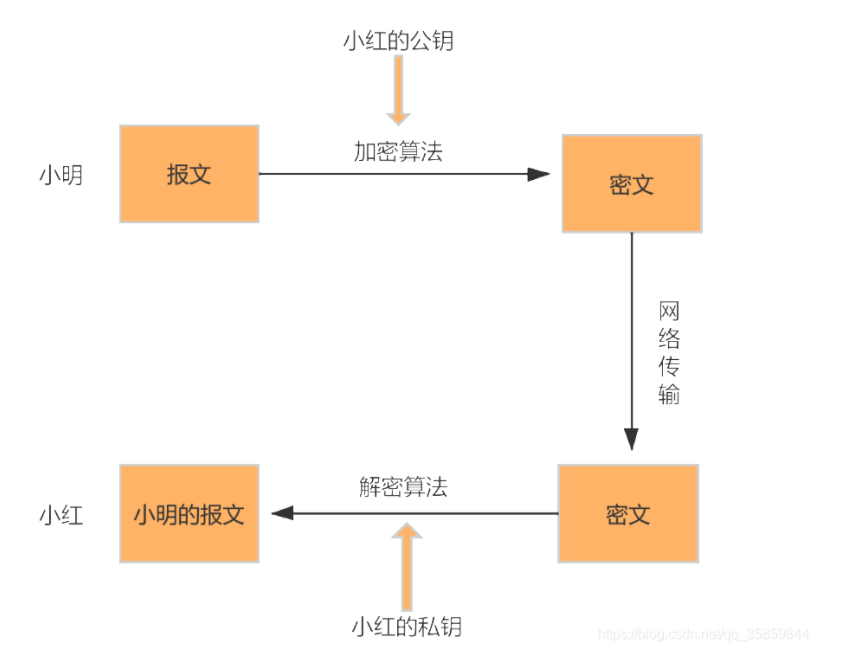 小红的公钥
加密算法
小明
报文
密文
网络传输
解密算法
小红
小明的报文
密文
小红的私钥
https://blog.csdn.net/qq_35859844